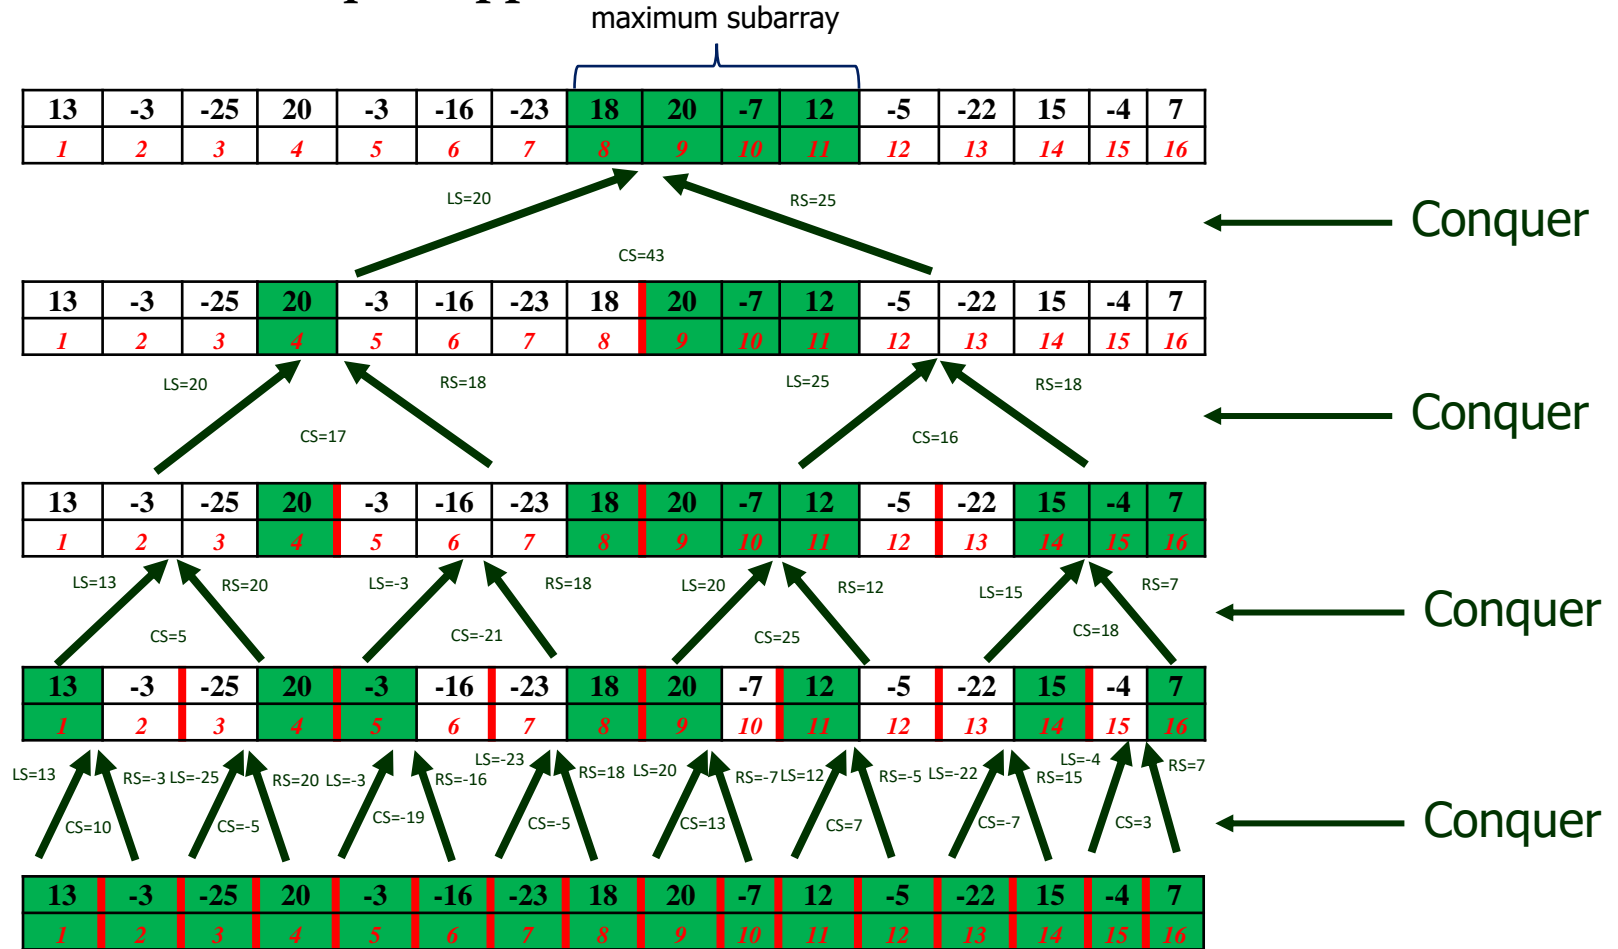 maximum subarray
13 -3 -25 20 -3 -16 -23 18 20 -7 12 -5 -22 15 -4 7
1 2 3 4 5 6 7 8 9 10 11 12 13 14 15 16
LS=20 RS=25 Conquer
CS=43
13 -3 -25 20 -3 -16 -23 18 20 -7 12 -5 -22 15 -4 7
1 2 3 4 5 6 7 8 9 10 11 12 13 14 15 16
LS=20 RS=18 LS=25 RS=18 Conquer
CS=17 CS=16
13 -3 -25 20 -3 -16 -23 18 20 -7 12 -5 -22 15 -4 7
1 2 3 4 5 6 7 8 9 10 11 12 13 14 15 16
LS=13 RS=20 LS=-3 RS=18 LS=20 RS=12 LS=15 RS=7 Conquer
CS=5 CS=-21 CS=25 CS=18
13 -3 -25 20 -3 -16 -23 18 20 -7 12 -5 -22 15 -4 7
1 2 3 4 5 6 7 8 9 10 11 12 13 14 15 16
LS=13 RS=-3 LS=-25 RS=20 LS=-3 RS=-16 LS=-23 RS=18 LS=20 RS=-7 LS=12 RS=-5 LS=-22 RS=15 LS=-4 RS=7
CS=10 CS=-5 CS=-19 CS=-5 CS=13 CS=7 CS=-7 CS=3 Conquer
13 -3 -25 20 -3 -16 -23 18 20 -7 12 -5 -22 15 -4 7
1 2 3 4 5 6 7 8 9 10 11 12 13 14 15 16